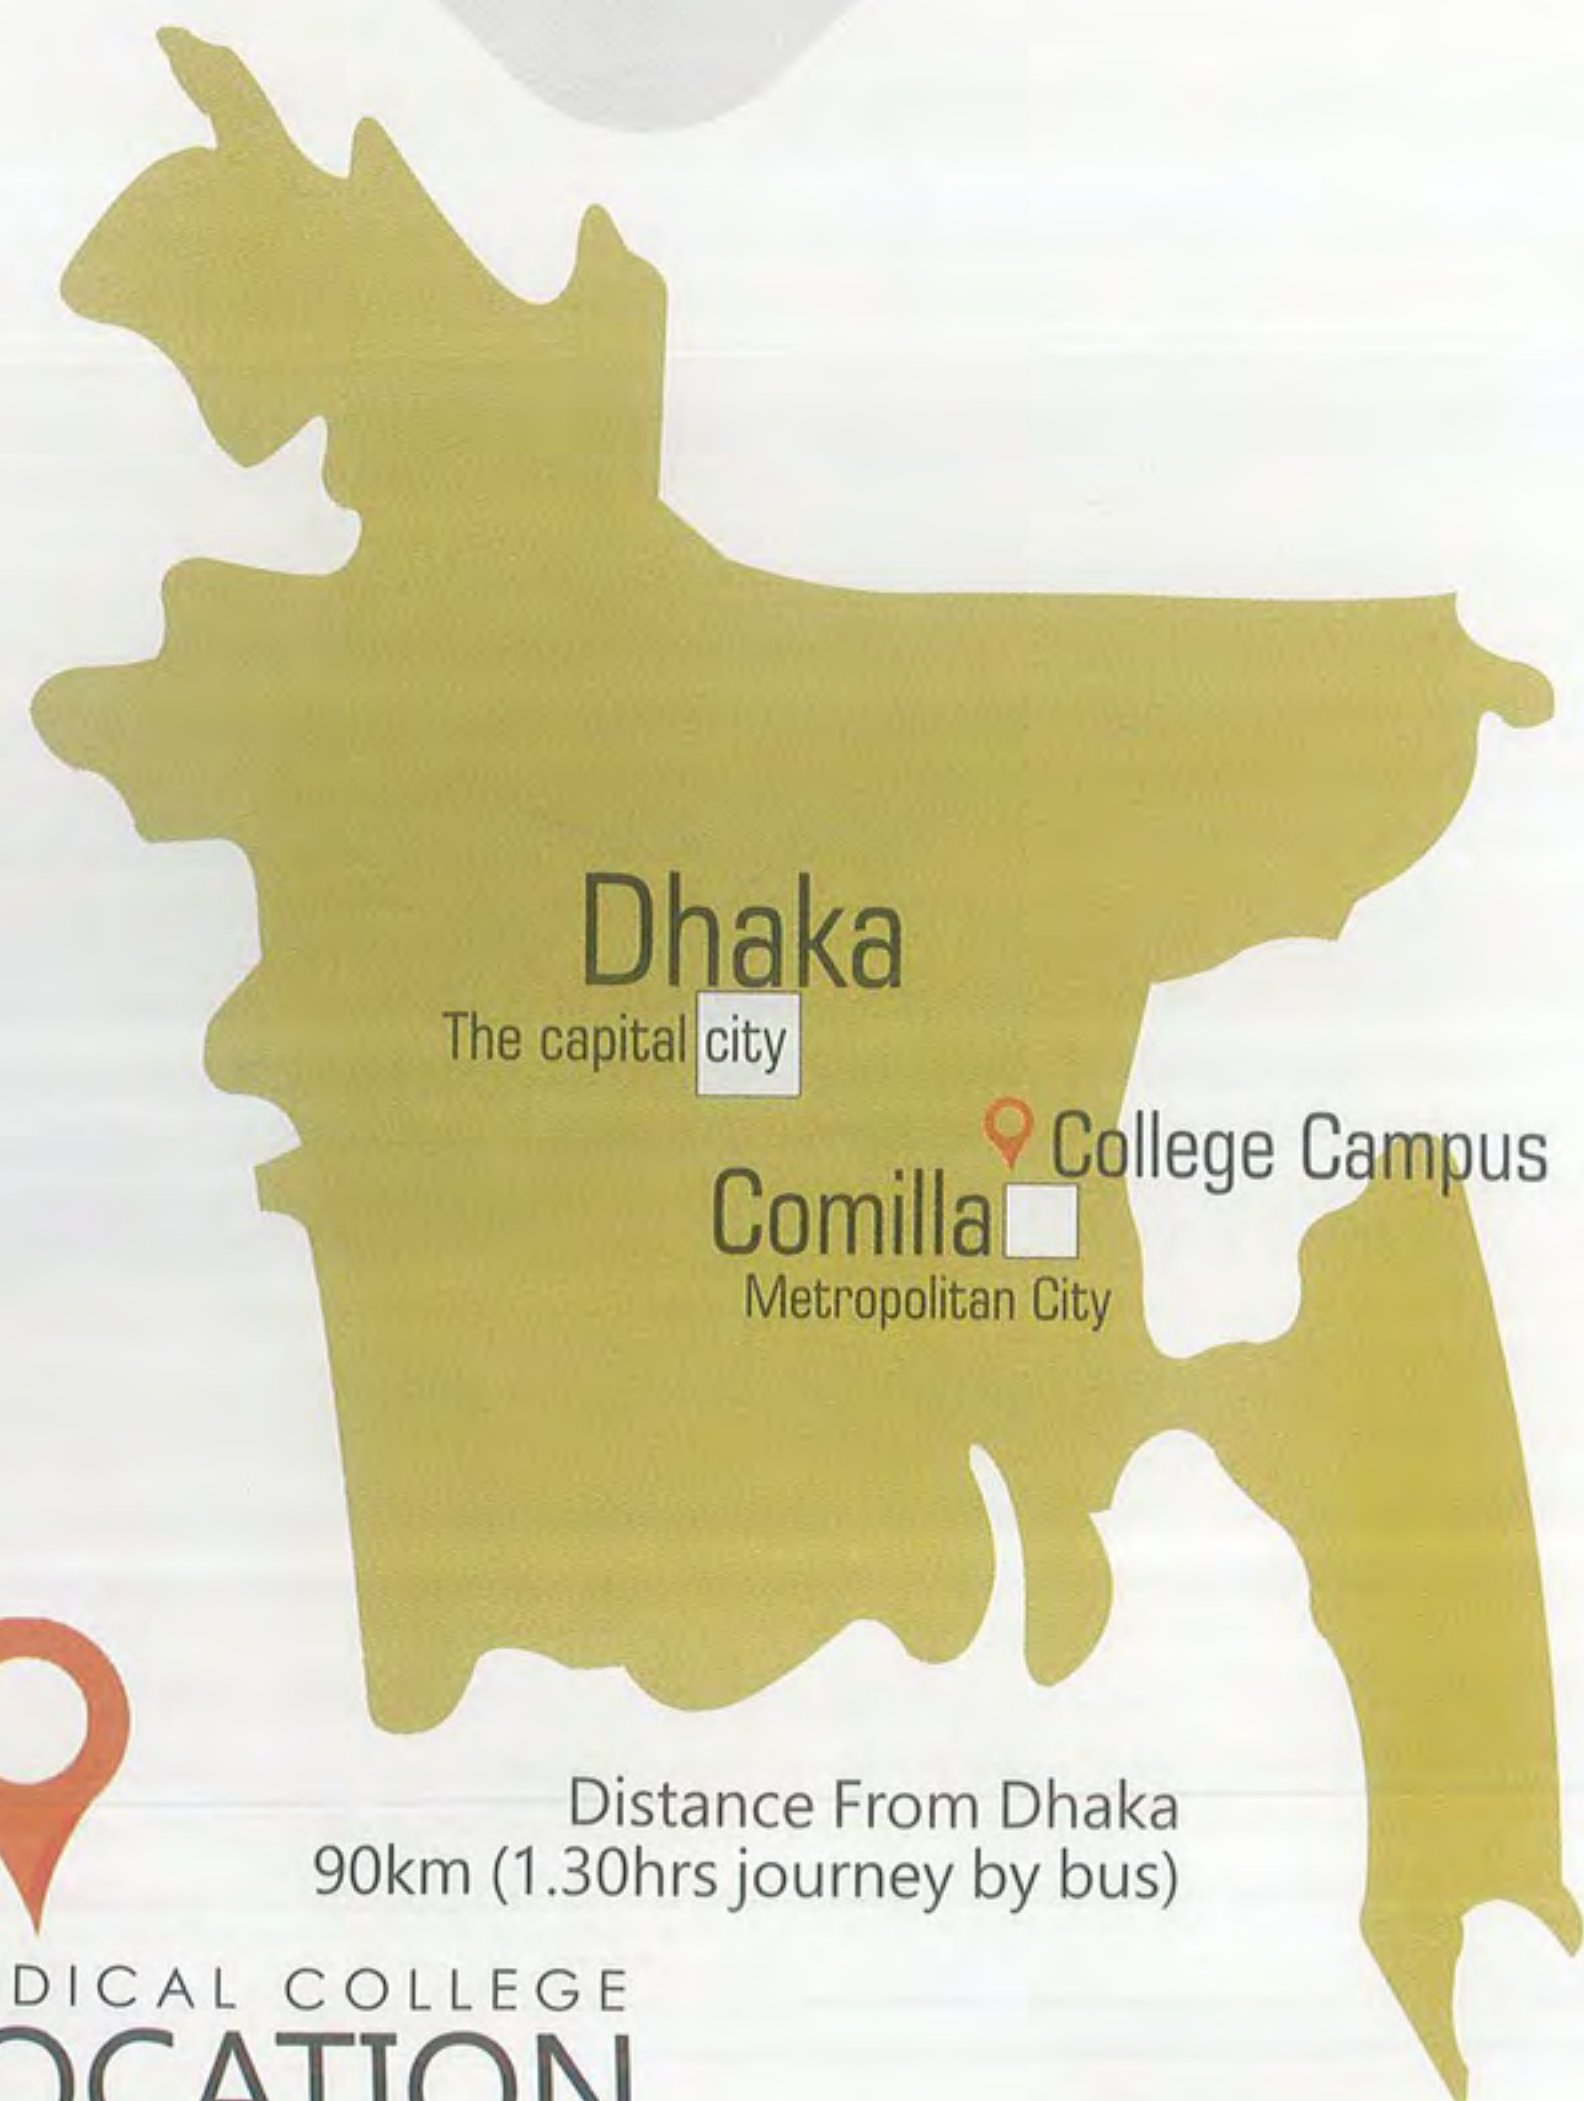 Dhaka
The capital city
College Campus
Comilla
Metropolitan City
Distance From Dhaka
90km (1.30hrs journey by bus)
DICAL COLLEGE
OCATION